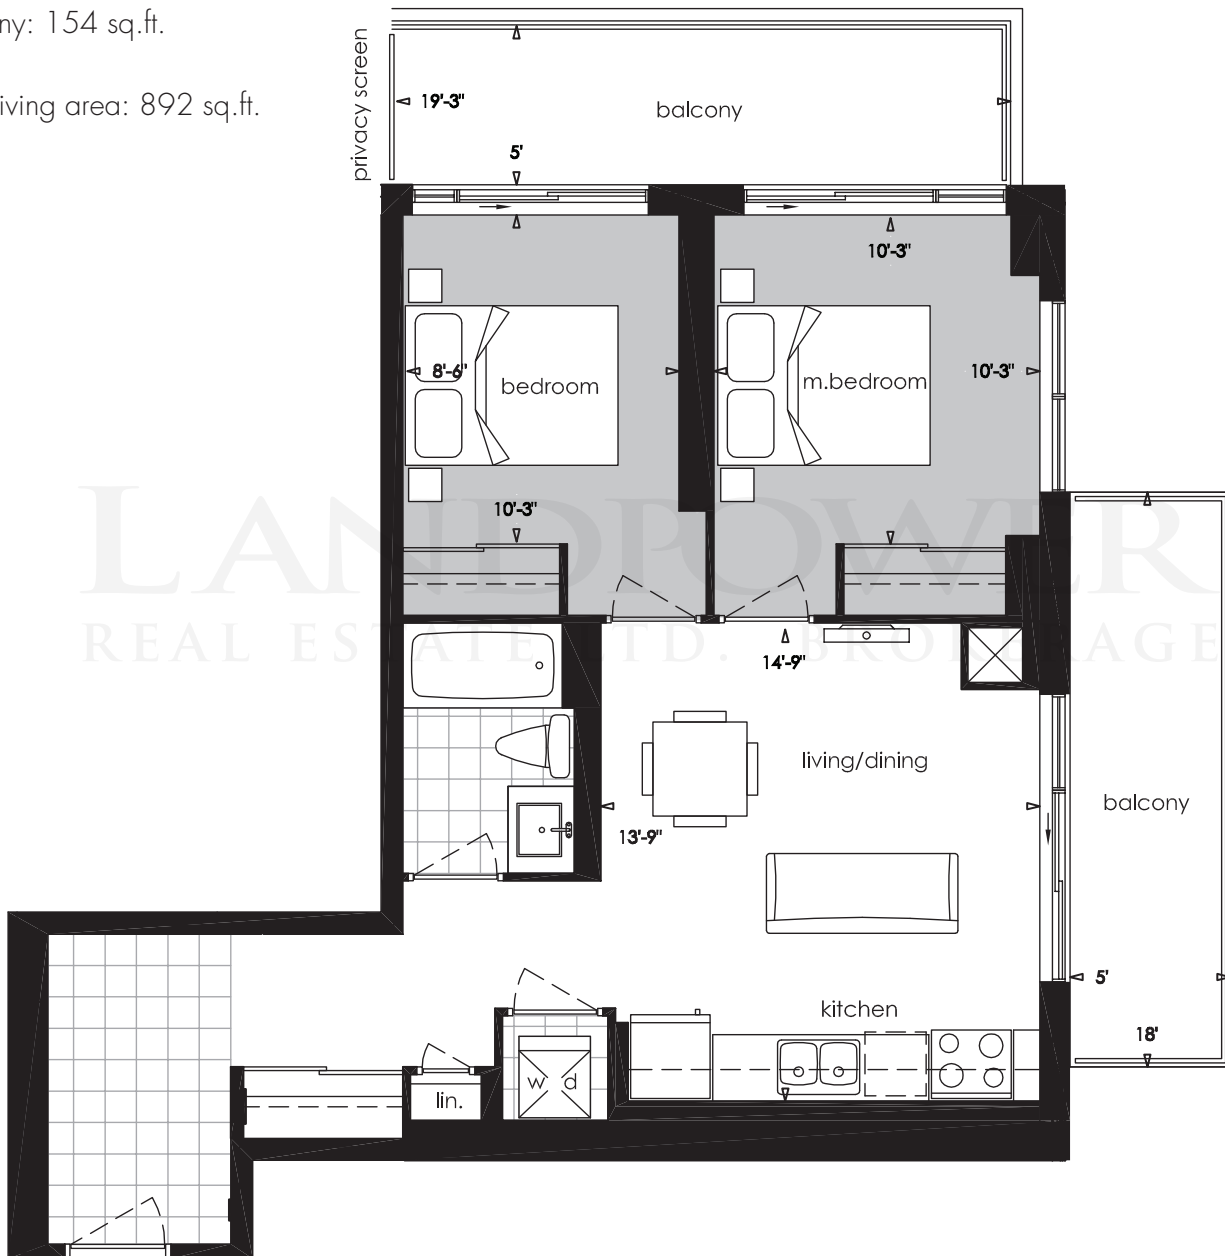 ny: 154 sq.ft.
iving area: 892 sq.ft.
privacy screen
19'-3"
balcony
5'
10'-3"
8'-6"
bedroom
m.bedroom
10'-3"
10'-3"
LANDPOWER
REAL ESTATE LTD. BROKERAGE
14'-9"
living/dining
balcony
13'-9"
5'
kitchen
18'
w d
lin.